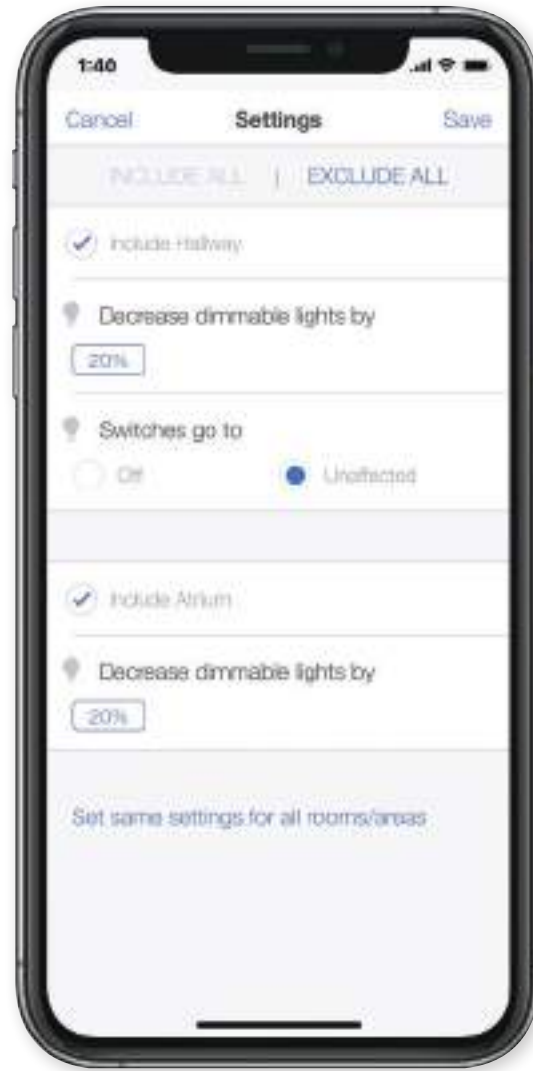 1:40
Cancel Settings Save
INCLUDE ALL | EXCLUDE ALL
Include Hallway
Decrease dimmable lights by
20%
Switches go to
Off Unaffected
Include Atrium
Decrease dimmable lights by
20%
Set same settings for all rooms/areas